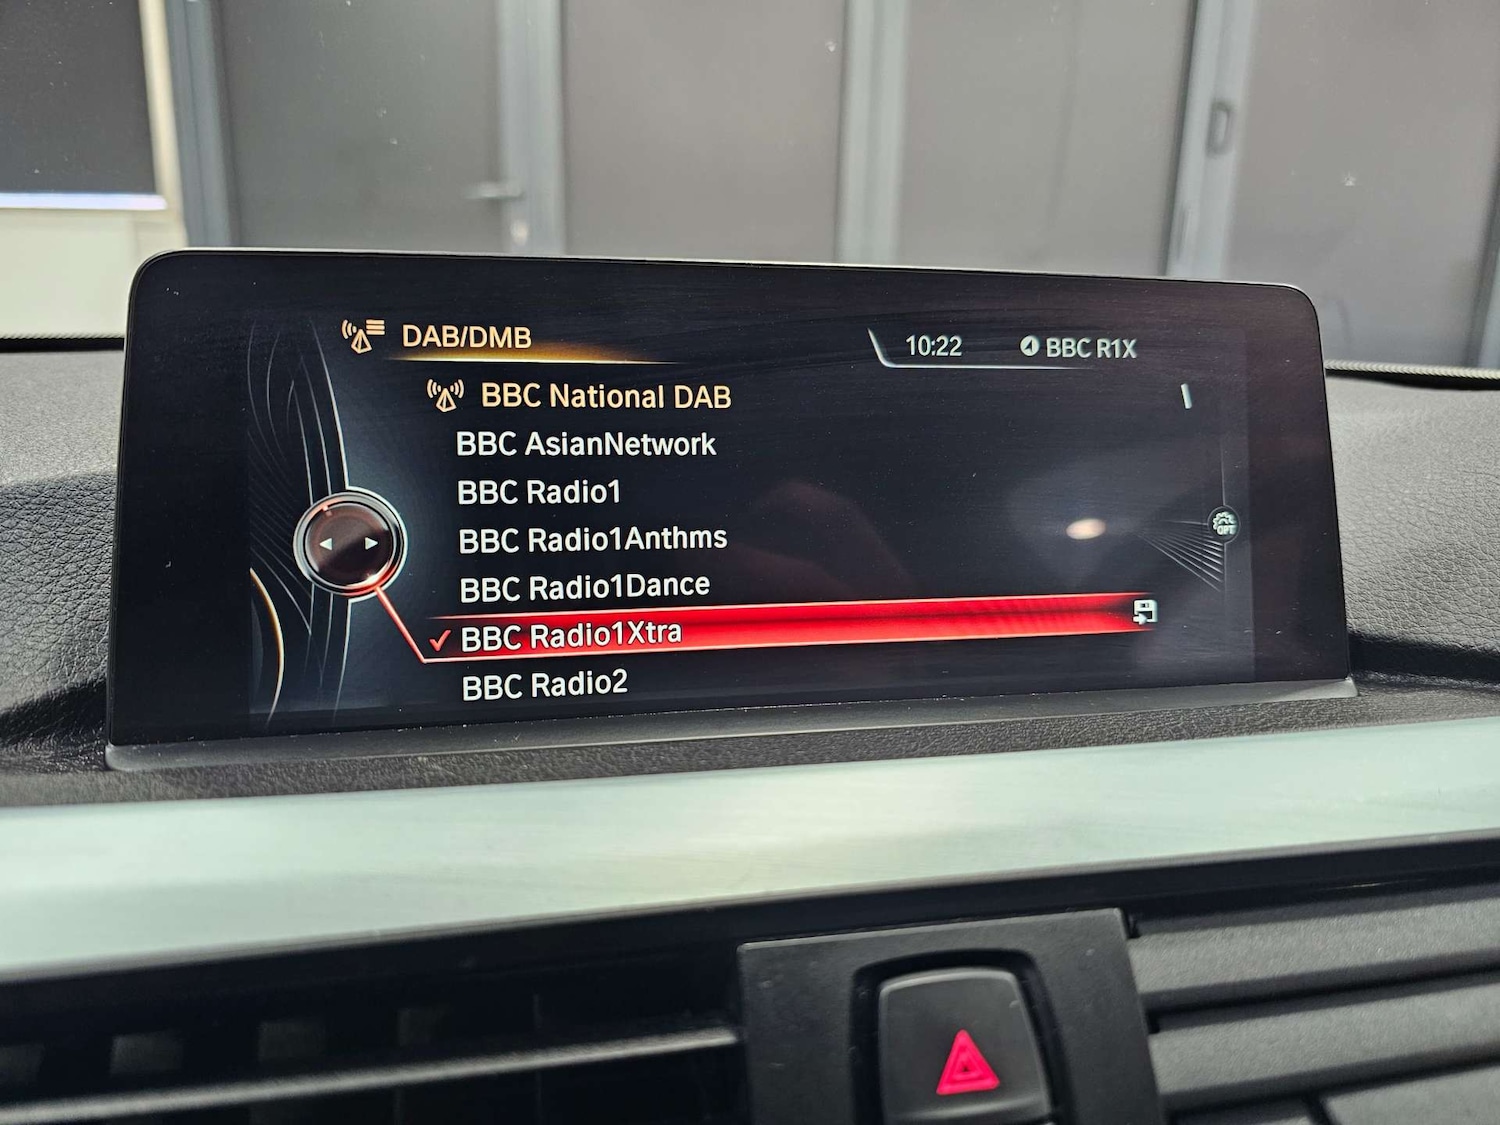 DAB/DMB
10:22 BBC R1X
BBC National DAB
BBC AsianNetwork
BBC Radio1
BBC Radio1Anthms
OPT
BBC Radio1Dance
BBC Radio1Xtra
BBC Radio2